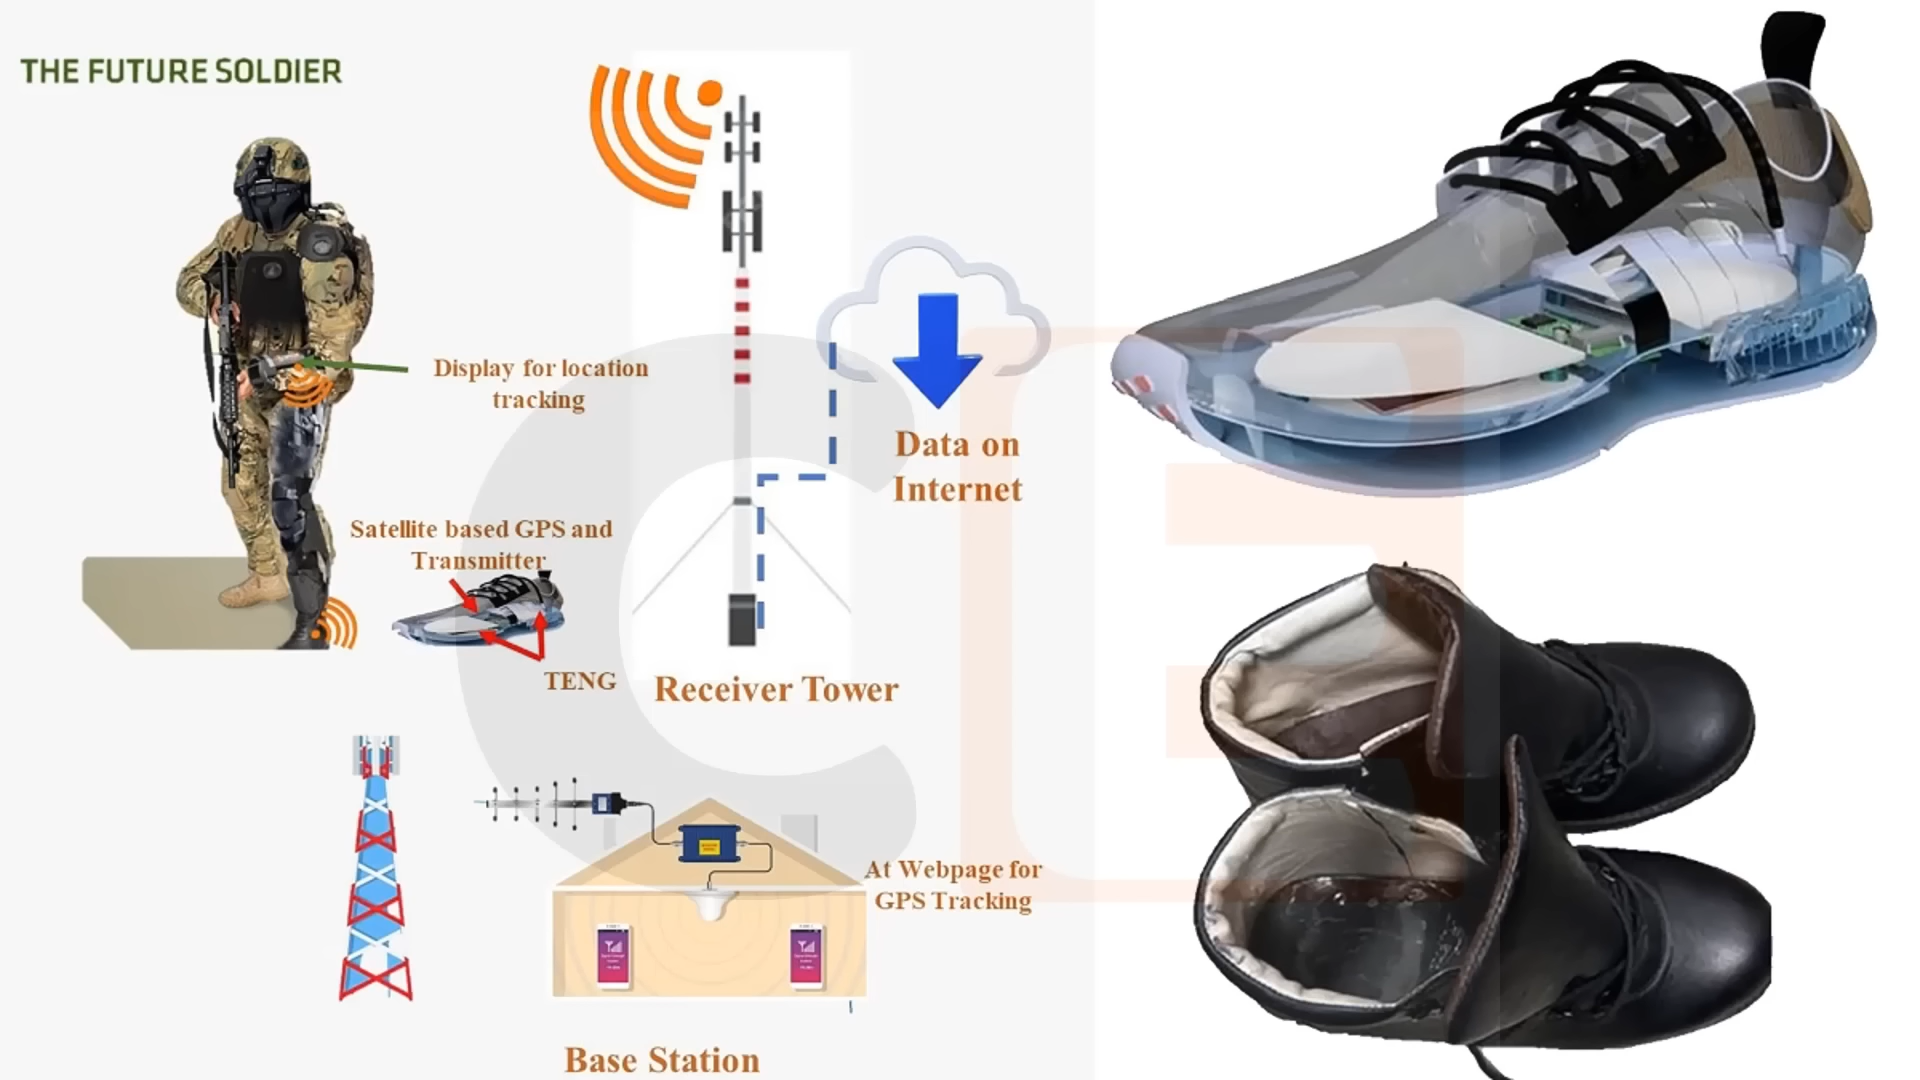 THE FUTURE SOLDIER
Display for location
tracking
Data on
Internet
Satellite based GPS and
Transmitter
TENG
Receiver Tower
At Webpage for
GPS Tracking
Base Station